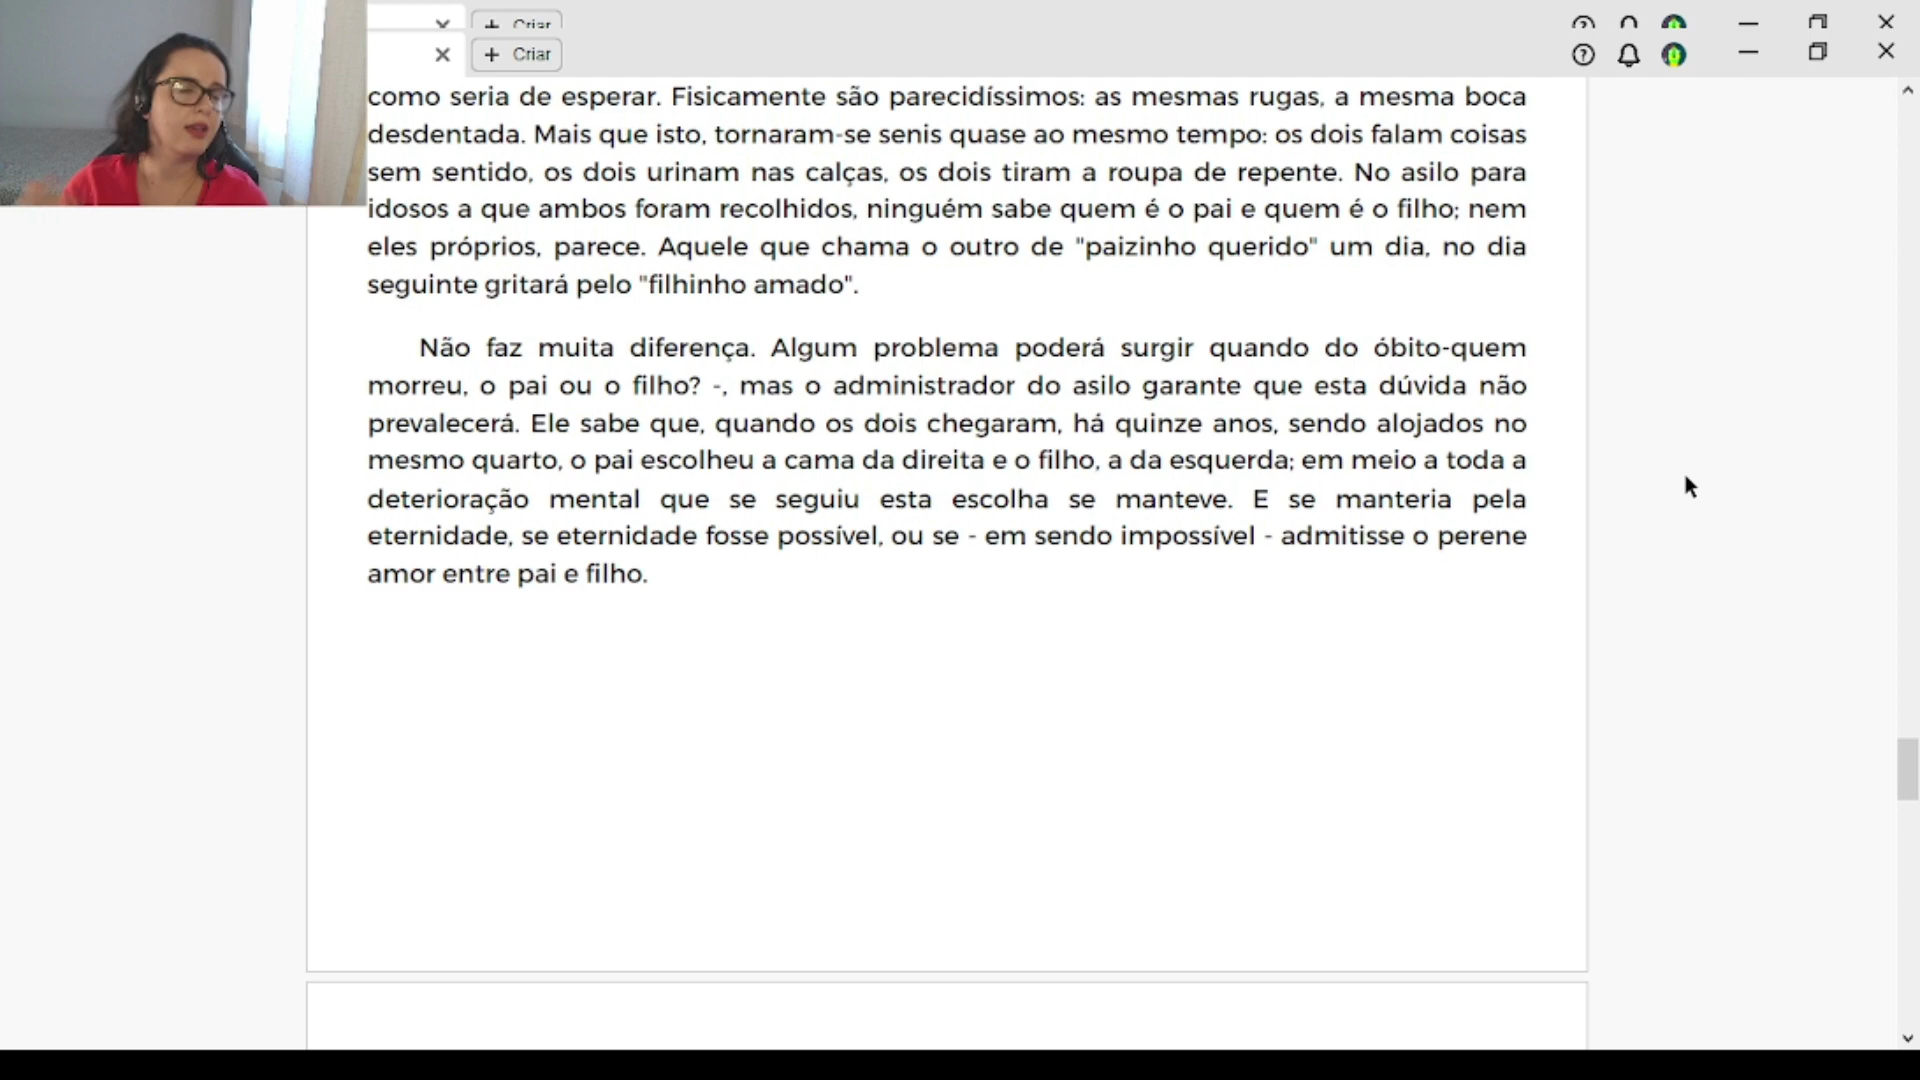 + Criar
+ Criar
como seria de esperar. Fisicamente são parecidíssimos: as mesmas rugas, a mesma boca
desdentada. Mais que isto, tornaram-se senis quase ao mesmo tempo: os dois falam coisas
sem sentido, os dois urinam nas calças, os dois tiram a roupa de repente. No asilo para
idosos a que ambos foram recolhidos, ninguém sabe quem é o pai e quem é o filho; nem
eles próprios, parece. Aquele que chama o outro de "paizinho querido" um dia, no dia
seguinte gritará pelo "filhinho amado".
Não faz muita diferença. Algum problema poderá surgir quando do óbito-quem
morreu, o pai ou o filho? -, mas o administrador do asilo garante que esta dúvida não
prevalecerá. Ele sabe que, quando os dois chegaram, há quinze anos, sendo alojados no
mesmo quarto, o pai escolheu a cama da direita e o filho, a da esquerda; em meio a toda a
deterioração mental que se seguiu esta escolha se manteve. E se manteria pela
eternidade, se eternidade fosse possível, ou se - em sendo impossível - admitisse o perene
amor entre pai e filho.